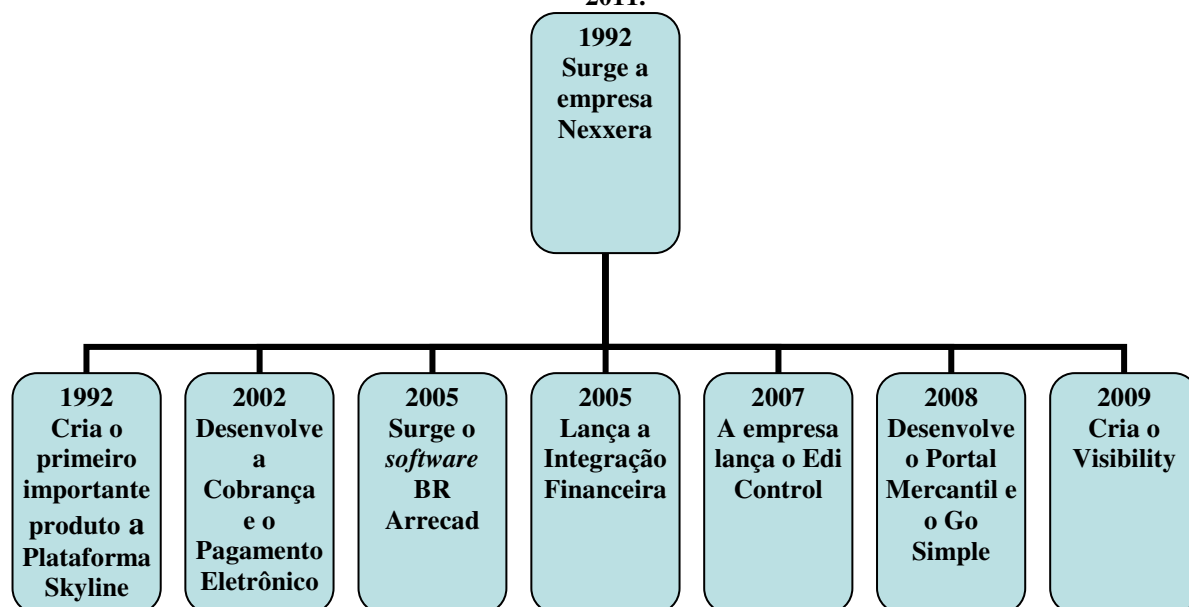 2011.
1992
Surge a
empresa
Nexxera
1992
Cria o
primeiro
importante
produto a
Plataforma
Skyline
2002
Desenvolve
a
Cobrança
e o
Pagamento
Eletrônico
2005
Surge o
software
BR
Arrecad
2005
Lança a
Integração
Financeira
2007
A empresa
lança o Edi
Control
2008
Desenvolve
o Portal
Mercantil e
o Go
Simple
2009
Cria o
Visibility